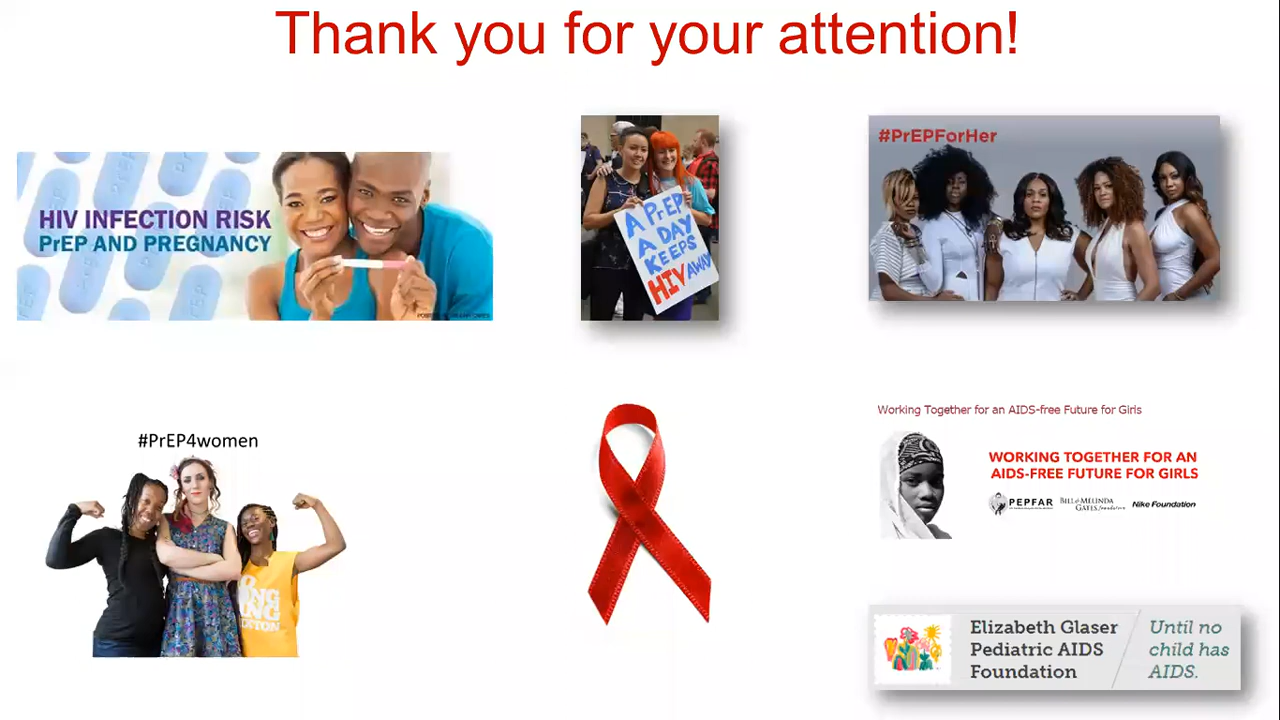 Thank you for your attention!
HIV INFECTION RISK
PrEP AND PREGNANCY
PrEP
A PrEP
A DAY
KEEPS
HIV AWAY
#PrEPForHer
#PrEP4women
Working Together for an AIDS-free Future for Girls
WORKING TOGETHER FOR AN
AIDS-FREE FUTURE FOR GIRLS
PEPFAR
BILL & MELINDA
GATES foundation
Nike Foundation
Elizabeth Glaser
Pediatric AIDS
Foundation
Until no
child has
AIDS.